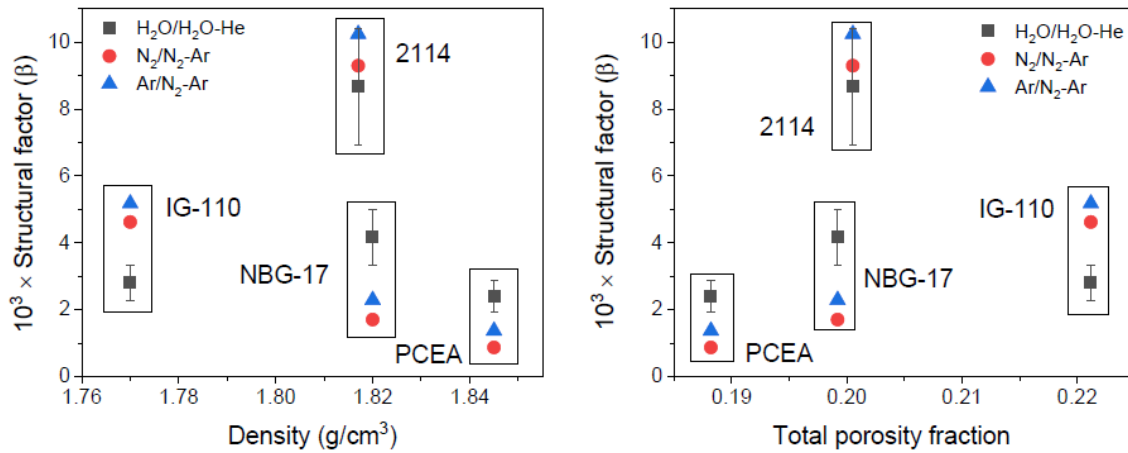 10³ × Structural factor (β)
10
8
6
4
2
0
H₂O/H₂O-He
N₂/N₂-Ar
Ar/N₂-Ar
2114
IG-110
NBG-17
PCEA
1.76
1.78
1.80
1.82
1.84
Density (g/cm³)
10³ × Structural factor (β)
10
8
6
4
2
0
H₂O/H₂O-He
N₂/N₂-Ar
Ar/N₂-Ar
2114
IG-110
NBG-17
PCEA
0.19
0.20
0.21
0.22
Total porosity fraction